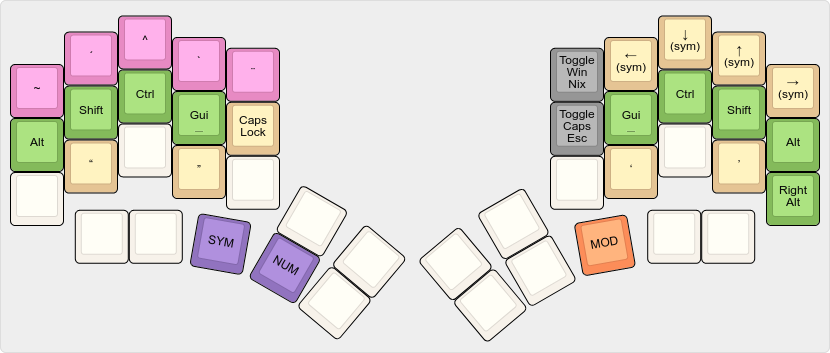 ~
´
^
`
¨
Alt
Shift
Ctrl
Gui
_
Caps
Lock
“
”
SYM
NUM
Toggle
Win
Nix
←
(sym)
↓
(sym)
↑
(sym)
→
(sym)
Toggle
Caps
Esc
Gui
_
Ctrl
Shift
Alt
‘
’
Right
Alt
MOD